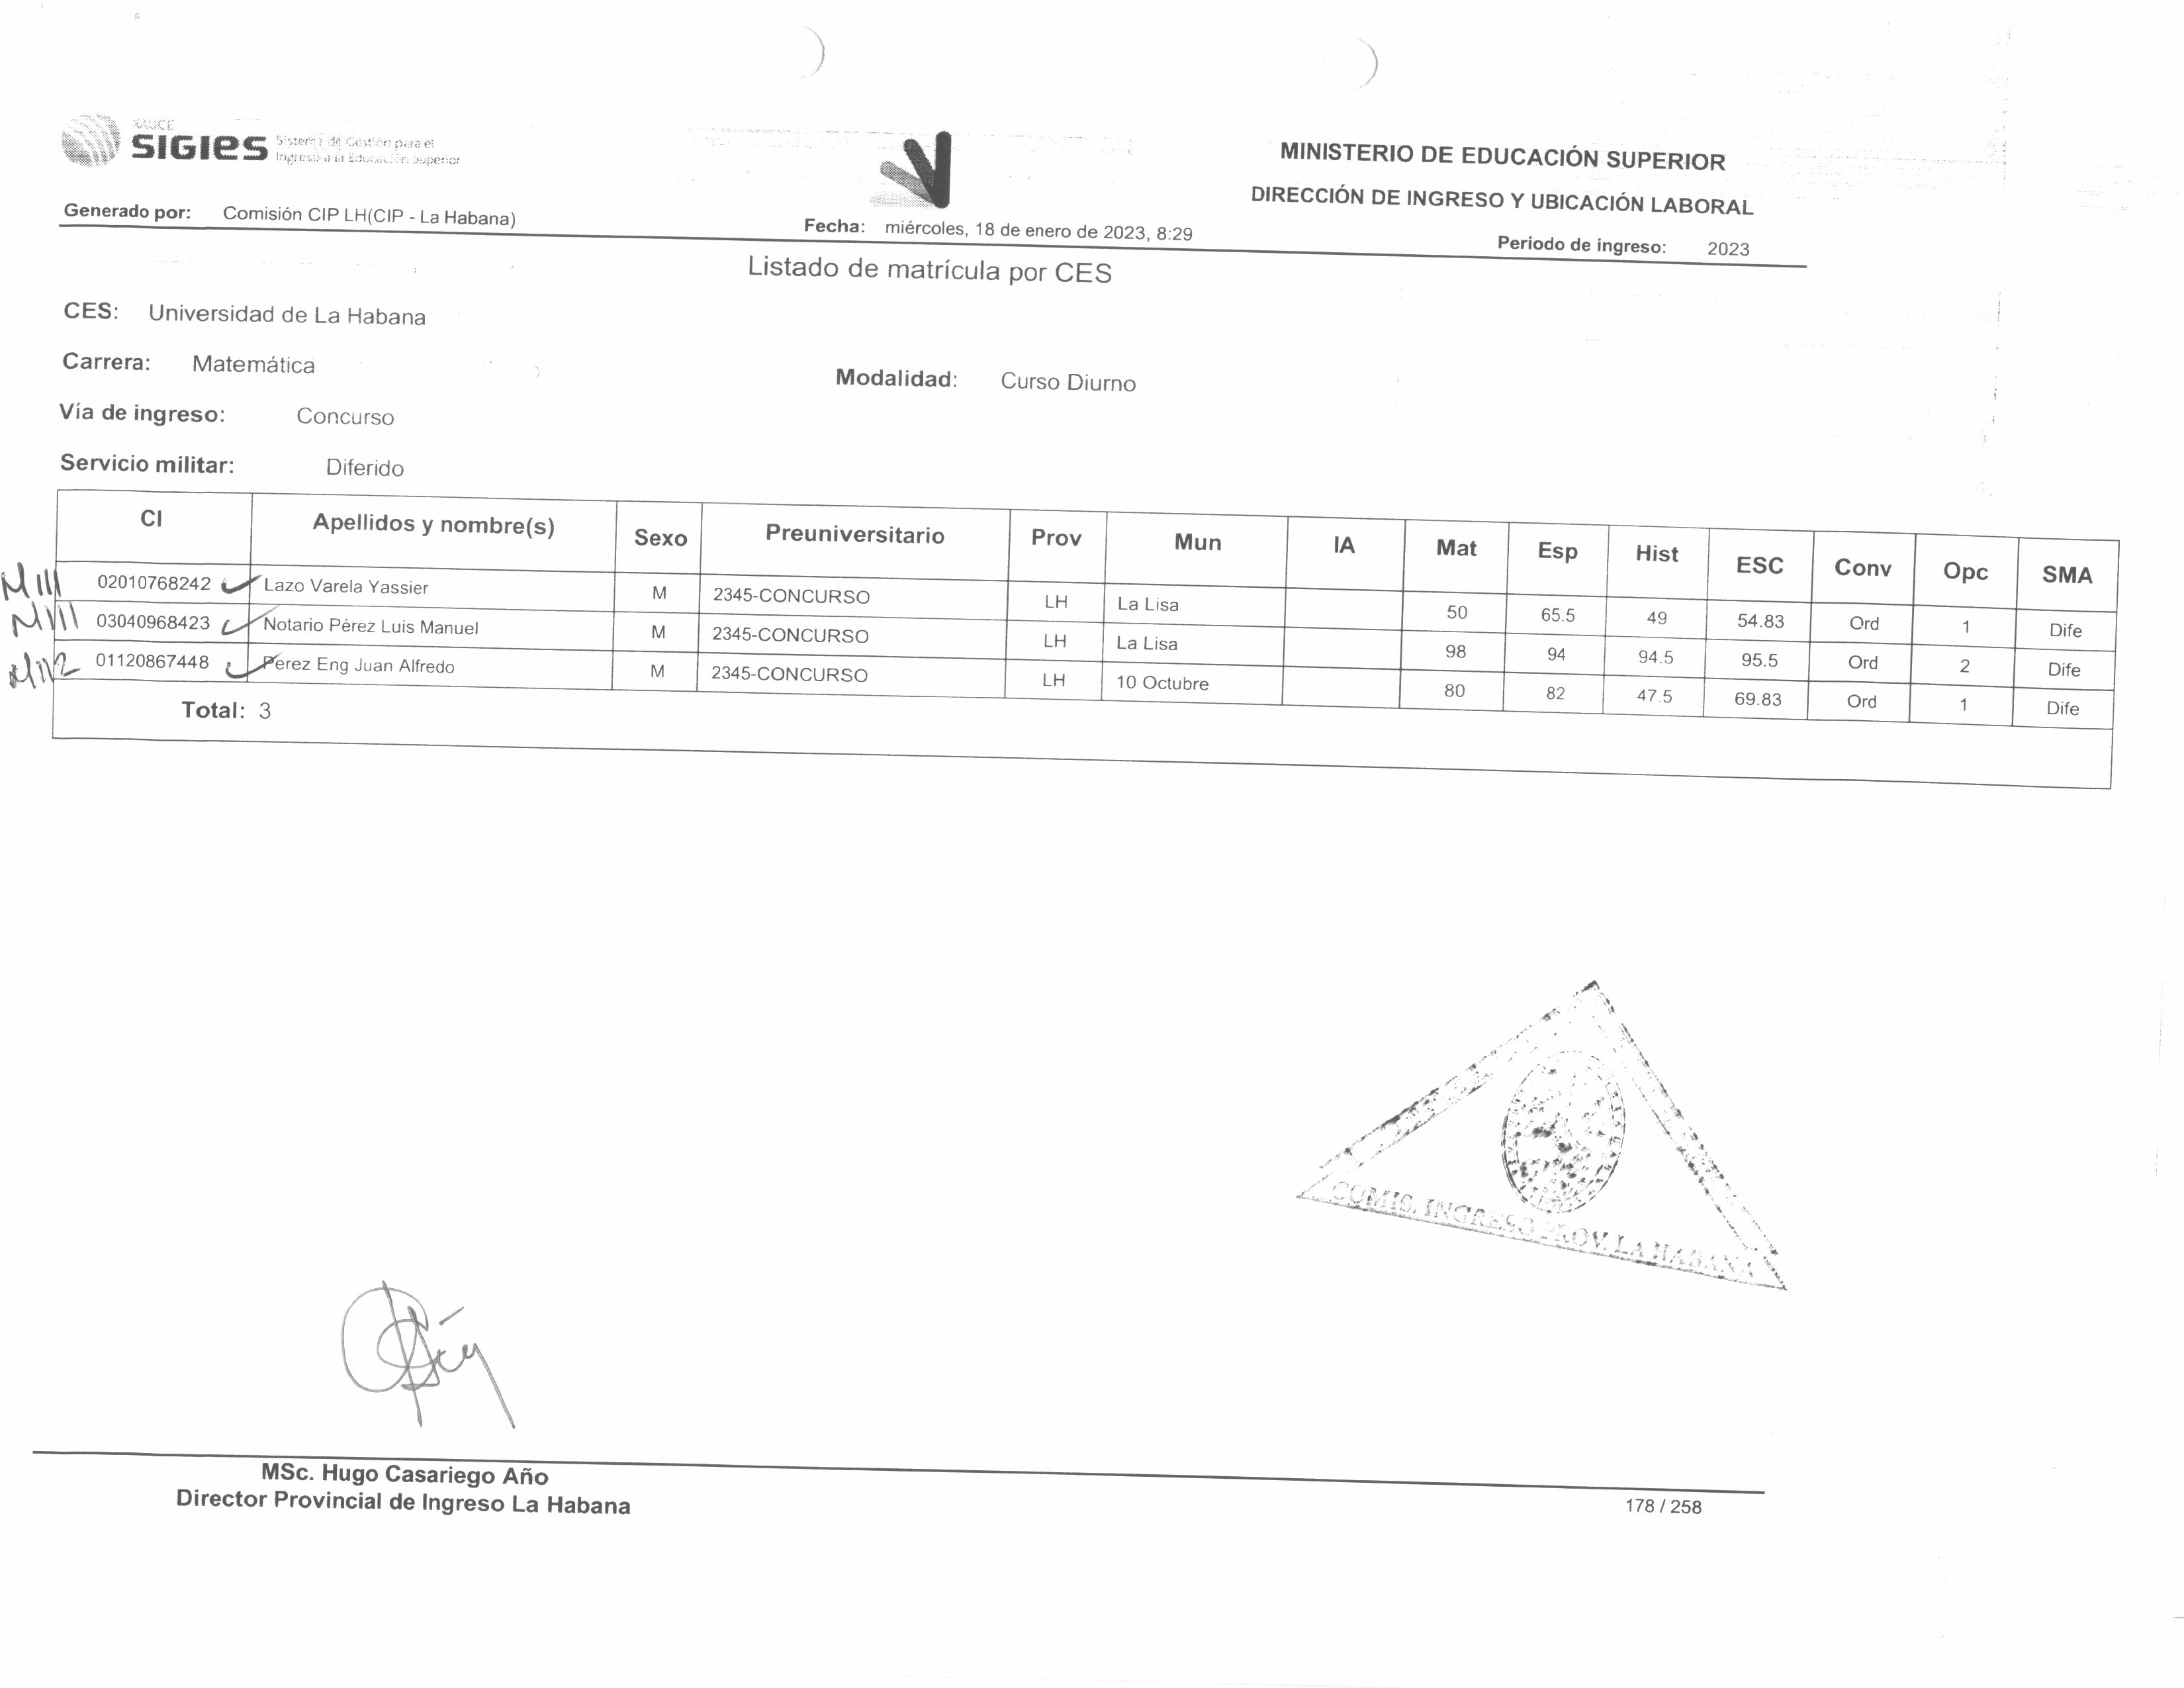 XAUCE
SIGIES Sistema de Gestión para el
Ingreso a la Educación Superior
MINISTERIO DE EDUCACIÓN SUPERIOR
DIRECCIÓN DE INGRESO Y UBICACIÓN LABORAL
Generado por: Comisión CIP LH(CIP - La Habana) Fecha: miércoles, 18 de enero de 2023, 8:29 Periodo de ingreso: 2023
Listado de matrícula por CES
CES: Universidad de La Habana
Carrera: Matemática Modalidad: Curso Diurno
Vía de ingreso: Concurso
Servicio militar: Diferido
CI Apellidos y nombre(s) Sexo Preuniversitario Prov Mun IA Mat Esp Hist ESC Conv Opc SMA
M111 02010768242 Lazo Varela Yassier M 2345-CONCURSO LH La Lisa 50 65.5 49 54.83 Ord 1 Dife
M111 03040968423 Notario Pérez Luis Manuel M 2345-CONCURSO LH La Lisa 98 94 94.5 95.5 Ord 2 Dife
M112 01120867448 Perez Eng Juan Alfredo M 2345-CONCURSO LH 10 Octubre 80 82 47.5 69.83 Ord 1 Dife
Total: 3
COMIS. INGRESO PROV. LA HABANA
MSc. Hugo Casariego Año
Director Provincial de Ingreso La Habana
178 / 258